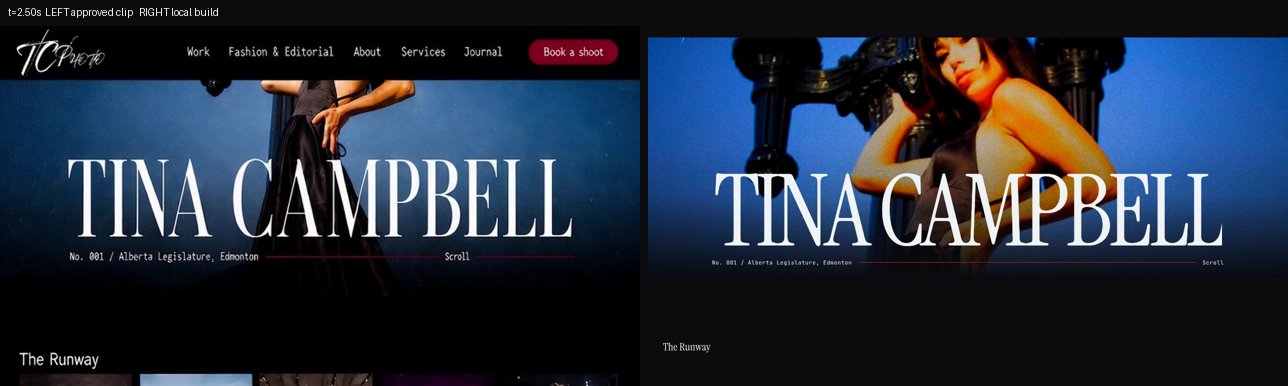 t=2.50s LEFT approved clip RIGHT local build
TCPhoto
Work Fashion & Editorial About Services Journal Book a shoot
TINA CAMPBELL
No. 001 / Alberta Legislature, Edmonton Scroll
The Runway
TINA CAMPBELL
No. 001 / Alberta Legislature, Edmonton Scroll
The Runway